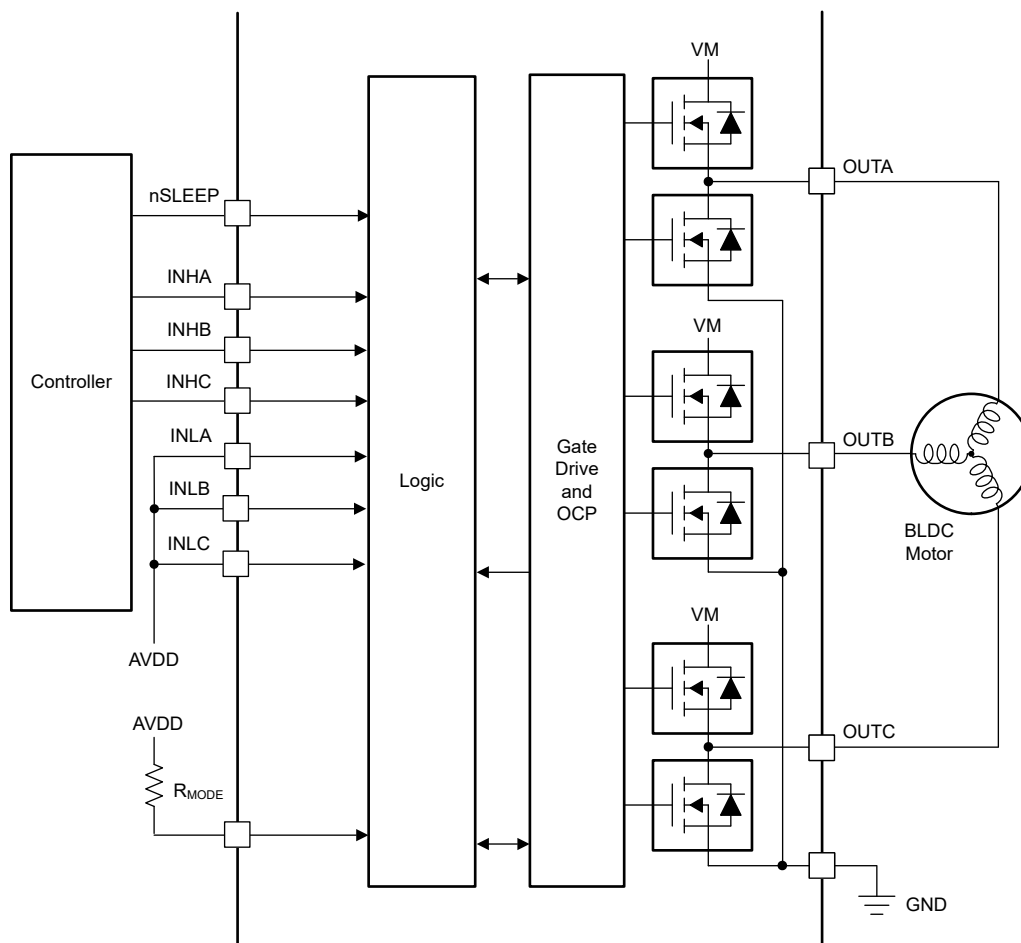 VM
OUTA
nSLEEP
INHA
INHB
INHC
INLA
INLB
INLC
Controller
AVDD
AVDD
RMODE
Logic
Gate
Drive
and
OCP
VM
OUTB
BLDC
Motor
VM
OUTC
GND